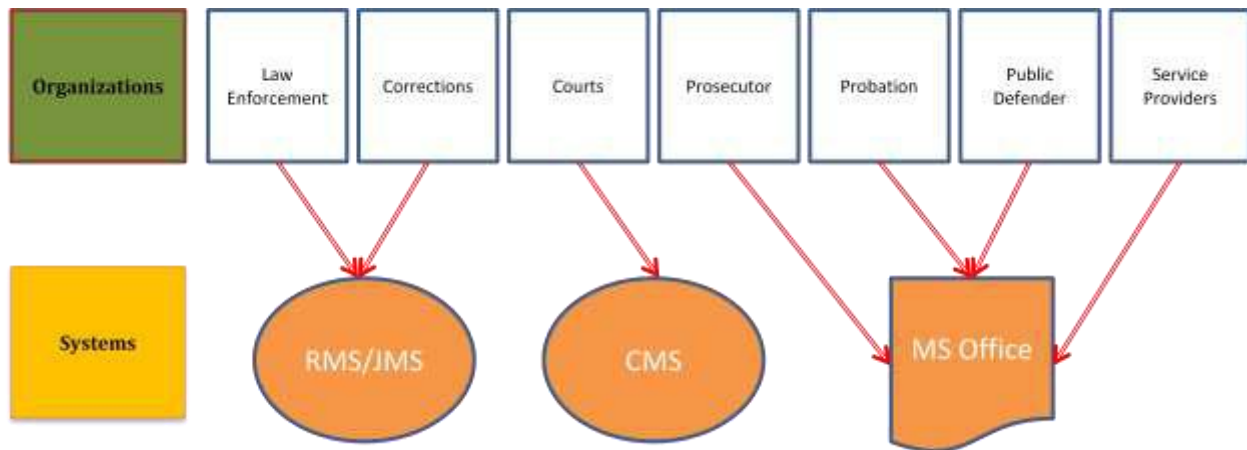 Organizations
Law
Enforcement
Corrections
Courts
Prosecutor
Probation
Public
Defender
Service
Providers
Systems
RMS/JMS
CMS
MS Office